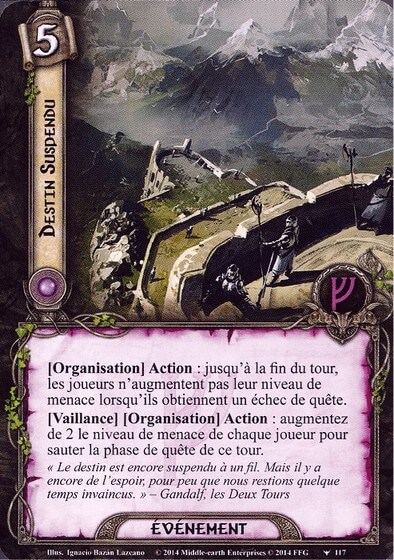 5
DESTIN SUSPENDU
[Organisation] Action : jusqu'à la fin du tour,
les joueurs n'augmentent pas leur niveau de
menace lorsqu'ils obtiennent un échec de quête.
[Vaillance] [Organisation] Action : augmentez
de 2 le niveau de menace de chaque joueur pour
sauter la phase de quête de ce tour.
« Le destin est encore suspendu à un fil. Mais il y a
encore de l'espoir, pour peu que nous restions quelque
temps invaincus. » – Gandalf, les Deux Tours
ÉVÉNEMENT
Illus. Ignacio Bazán Lazcano © 2014 Middle-earth Enterprises © 2014 FFG 117